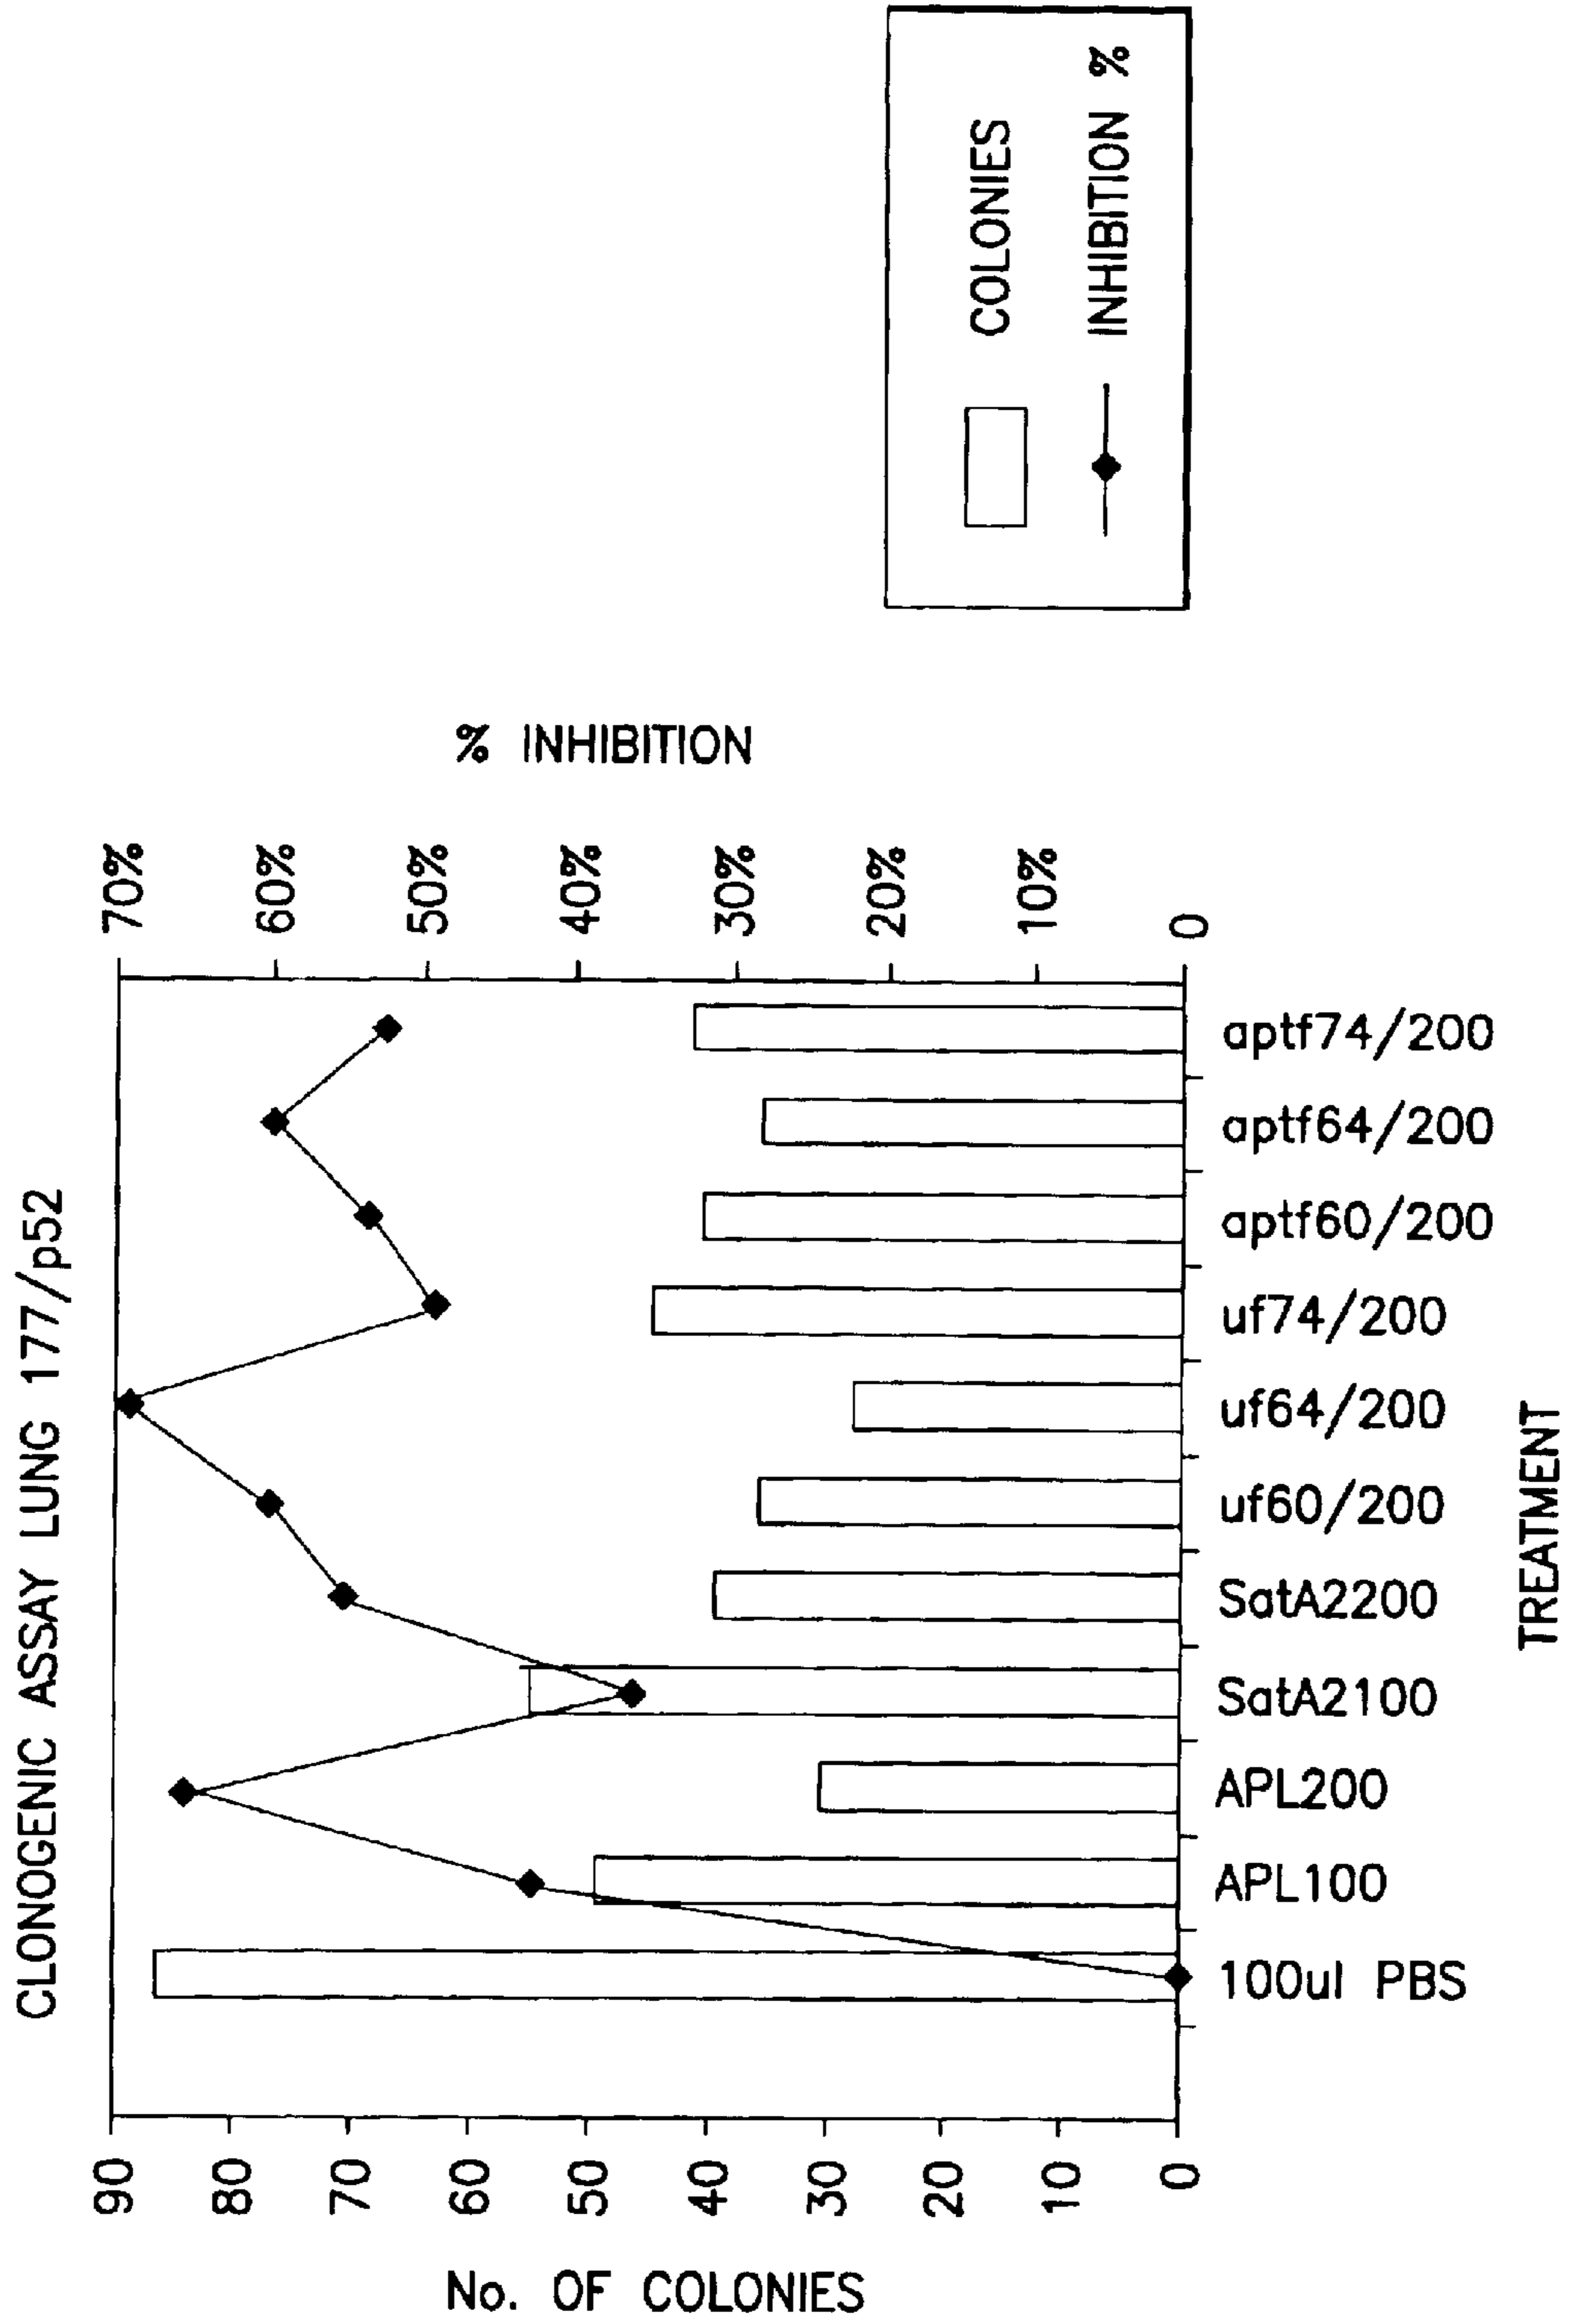 CLONOGENIC ASSAY LUNG 177/p52
No. OF COLONIES
90
80
70
60
50
40
30
20
10
0
100ul PBS
APL100
APL200
SatA2100
SatA2200
uf60/200
uf64/200
uf74/200
aptf60/200
aptf64/200
aptf74/200
TREATMENT
70%
60%
50%
40%
30%
20%
10%
0
% INHIBITION
COLONIES
INHIBITION %